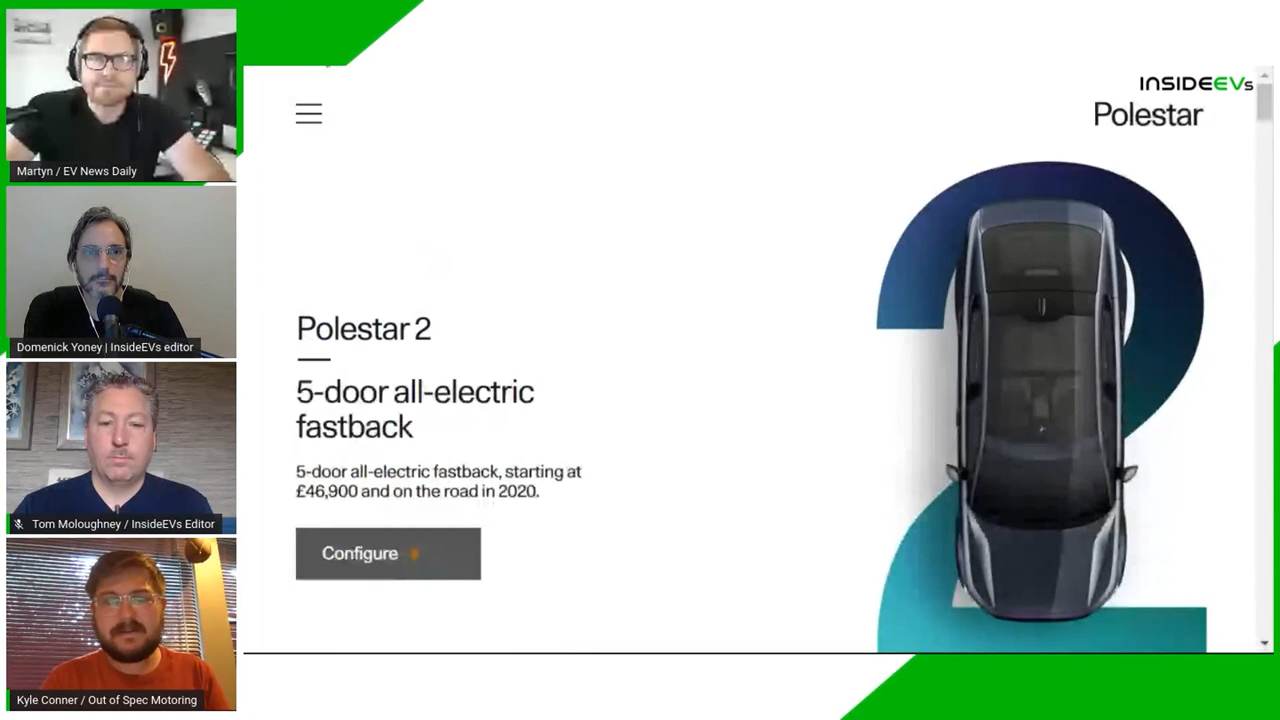 Martyn / EV News Daily
Domenick Yoney | InsideEVs editor
Tom Moloughney / InsideEVs Editor
Kyle Conner / Out of Spec Motoring
INSIDEEVs
Polestar
Polestar 2
5-door all-electric
fastback
5-door all-electric fastback, starting at
£46,900 and on the road in 2020.
Configure